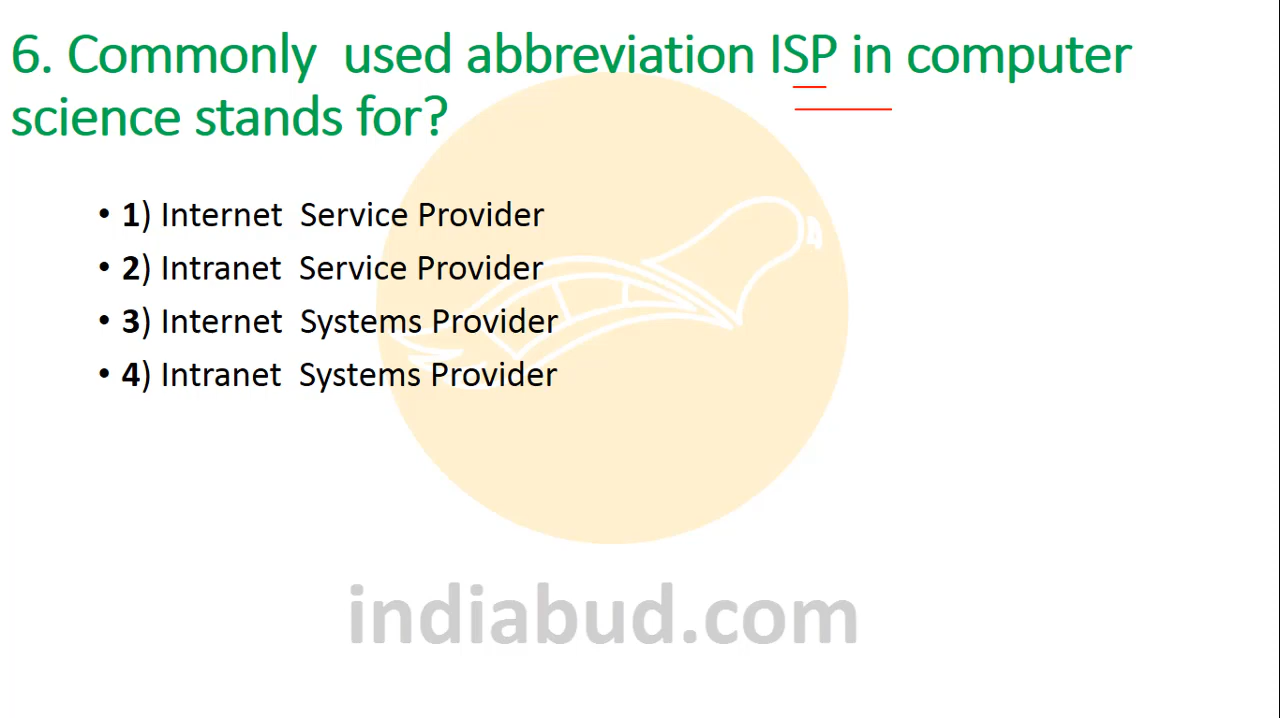 6. Commonly used abbreviation ISP in computer
science stands for?
• 1) Internet Service Provider
• 2) Intranet Service Provider
• 3) Internet Systems Provider
• 4) Intranet Systems Provider
indiabud.com